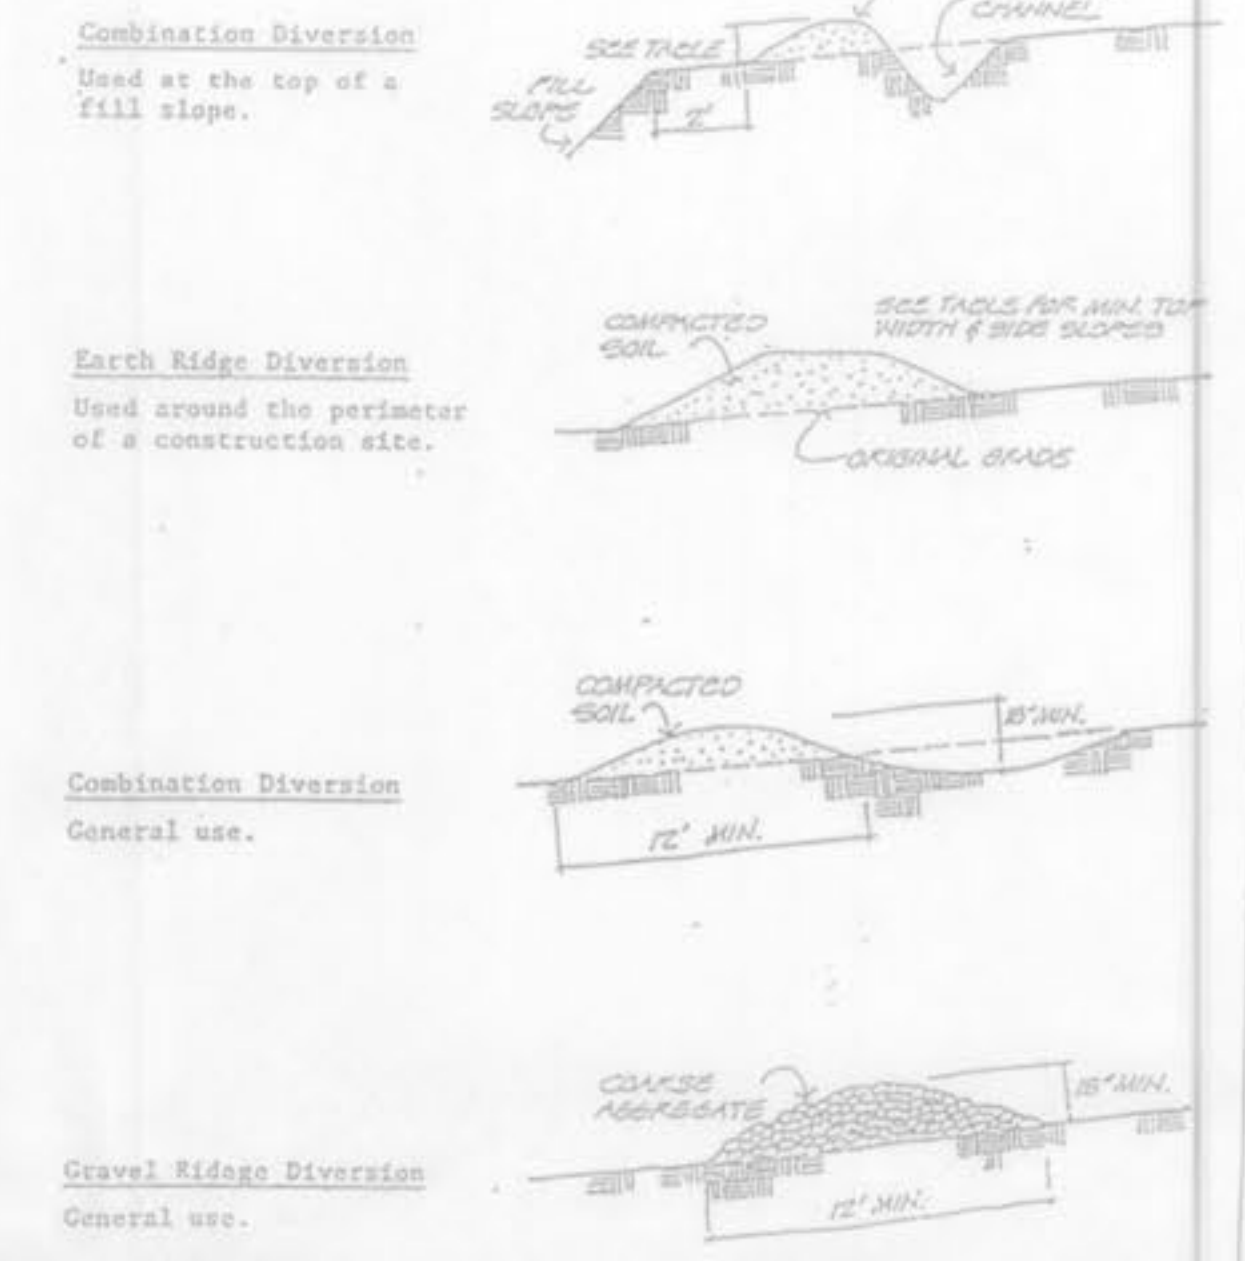 Combination Diversion
Used at the top of a
fill slope.
SEE TABLE
CHANNEL
FILL
SLOPE
2'
Earth Ridge Diversion
Used around the perimeter
of a construction site.
COMPACTED
SOIL
SEE TABLE FOR MIN. TOP
WIDTH & SIDE SLOPES
ORIGINAL GRADE
Combination Diversion
General use.
COMPACTED
SOIL
18" MIN.
12' MIN.
Gravel Ridage Diversion
General use.
COARSE
AGGREGATE
18" MIN.
12' MIN.